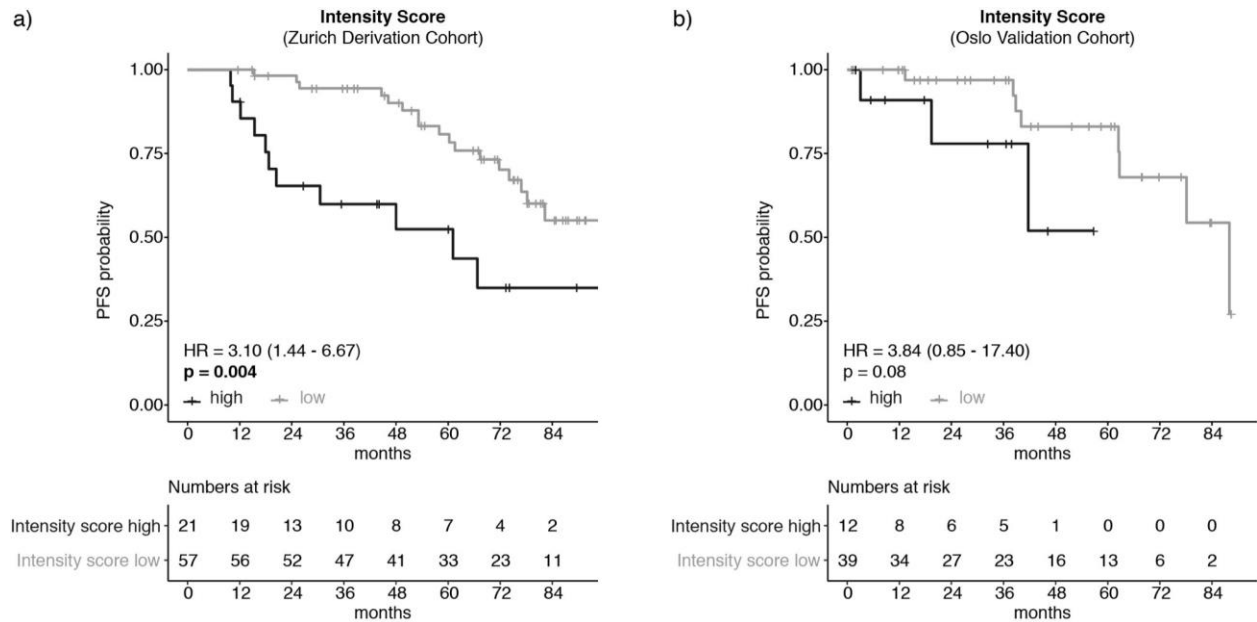 a)
Intensity Score
(Zurich Derivation Cohort)
PFS probability
1.00
0.75
0.50
0.25
0.00
HR = 3.10 (1.44 - 6.67)
p = 0.004
high low
0 12 24 36 48 60 72 84
months
Numbers at risk
Intensity score high 21 19 13 10 8 7 4 2
Intensity score low 57 56 52 47 41 33 23 11
0 12 24 36 48 60 72 84
months
b)
Intensity Score
(Oslo Validation Cohort)
PFS probability
1.00
0.75
0.50
0.25
0.00
HR = 3.84 (0.85 - 17.40)
p = 0.08
high low
0 12 24 36 48 60 72 84
months
Numbers at risk
Intensity score high 12 8 6 5 1 0 0 0
Intensity score low 39 34 27 23 16 13 6 2
0 12 24 36 48 60 72 84
months